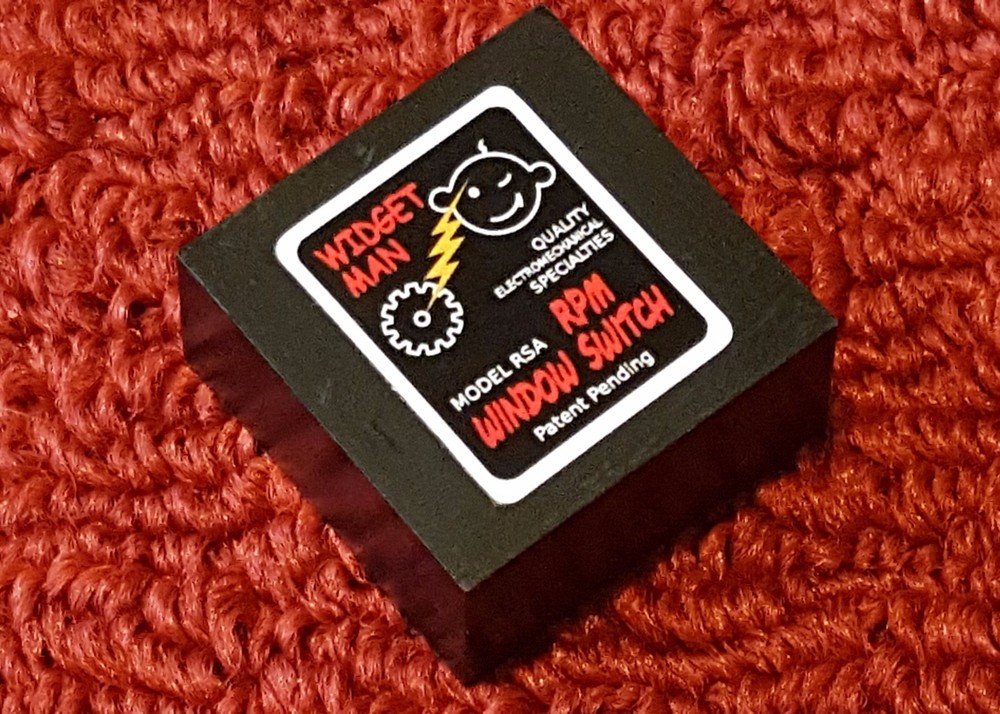 WIDGET
MAN
QUALITY
ELECTROMECHANICAL
SPECIALTIES
MODEL RSA
RPM
WINDOW SWITCH
Patent Pending